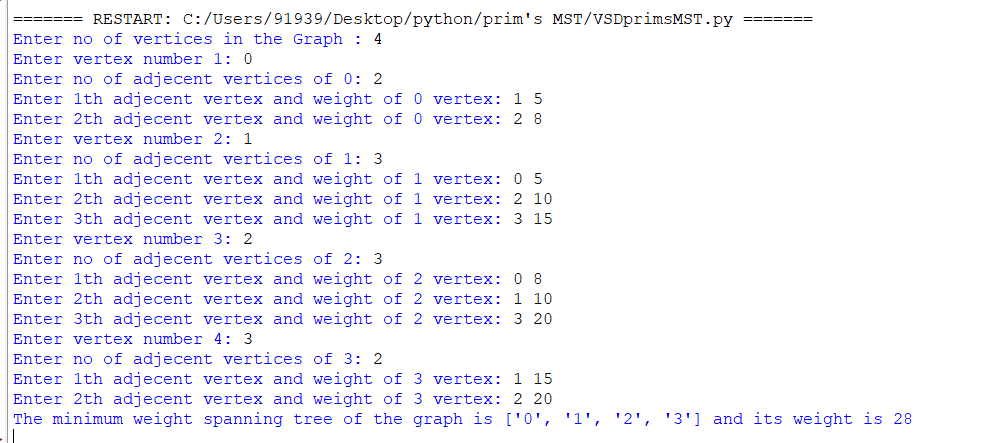 ======= RESTART: C:/Users/91939/Desktop/python/prim's MST/VSDprimsMST.py =======
Enter no of vertices in the Graph : 4
Enter vertex number 1: 0
Enter no of adjecent vertices of 0: 2
Enter 1th adjecent vertex and weight of 0 vertex: 1 5
Enter 2th adjecent vertex and weight of 0 vertex: 2 8
Enter vertex number 2: 1
Enter no of adjecent vertices of 1: 3
Enter 1th adjecent vertex and weight of 1 vertex: 0 5
Enter 2th adjecent vertex and weight of 1 vertex: 2 10
Enter 3th adjecent vertex and weight of 1 vertex: 3 15
Enter vertex number 3: 2
Enter no of adjecent vertices of 2: 3
Enter 1th adjecent vertex and weight of 2 vertex: 0 8
Enter 2th adjecent vertex and weight of 2 vertex: 1 10
Enter 3th adjecent vertex and weight of 2 vertex: 3 20
Enter vertex number 4: 3
Enter no of adjecent vertices of 3: 2
Enter 1th adjecent vertex and weight of 3 vertex: 1 15
Enter 2th adjecent vertex and weight of 3 vertex: 2 20
The minimum weight spanning tree of the graph is ['0', '1', '2', '3'] and its weight is 28